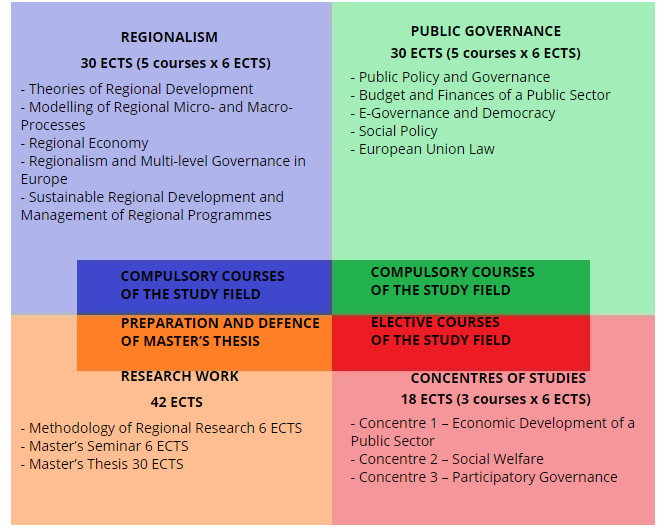 REGIONALISM
30 ECTS (5 courses x 6 ECTS)
- Theories of Regional Development
- Modelling of Regional Micro- and Macro-
Processes
- Regional Economy
- Regionalism and Multi-level Governance in
Europe
- Sustainable Regional Development and
Management of Regional Programmes
COMPULSORY COURSES
OF THE STUDY FIELD
PUBLIC GOVERNANCE
30 ECTS (5 courses x 6 ECTS)
- Public Policy and Governance
- Budget and Finances of a Public Sector
- E-Governance and Democracy
- Social Policy
- European Union Law
COMPULSORY COURSES
OF THE STUDY FIELD
PREPARATION AND DEFENCE
OF MASTER’S THESIS
RESEARCH WORK
42 ECTS
- Methodology of Regional Research 6 ECTS
- Master’s Seminar 6 ECTS
- Master’s Thesis 30 ECTS
ELECTIVE COURSES
OF THE STUDY FIELD
CONCENTRES OF STUDIES
18 ECTS (3 courses x 6 ECTS)
- Concentre 1 – Economic Development of a
Public Sector
- Concentre 2 – Social Welfare
- Concentre 3 – Participatory Governance